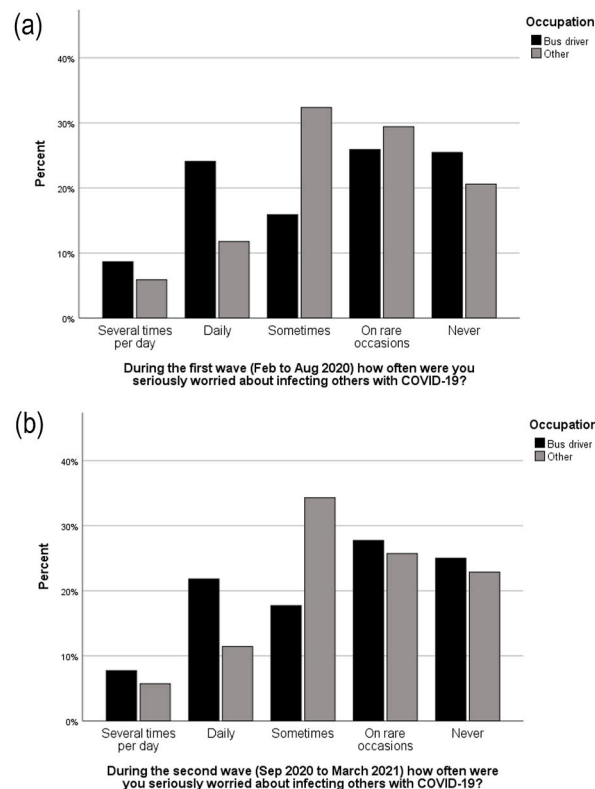 (a)
Occupation
Bus driver
Other
40%
30%
20%
10%
0%
Percent
Several times
per day
Daily
Sometimes
On rare
occasions
Never
During the first wave (Feb to Aug 2020) how often were you
seriously worried about infecting others with COVID-19?
(b)
Occupation
Bus driver
Other
40%
30%
20%
10%
0%
Percent
Several times
per day
Daily
Sometimes
On rare
occasions
Never
During the second wave (Sep 2020 to March 2021) how often were
you seriously worried about infecting others with COVID-19?